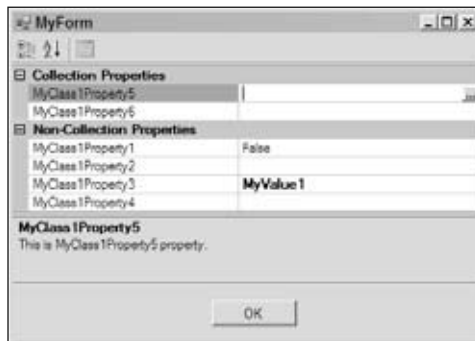 MyForm
Collection Properties
MyClass1Property5 ...
MyClass1Property6
Non-Collection Properties
MyClass1Property1 False
MyClass1Property2
MyClass1Property3 MyValue1
MyClass1Property4
MyClass1Property5
This is MyClass1Property5 property.
OK